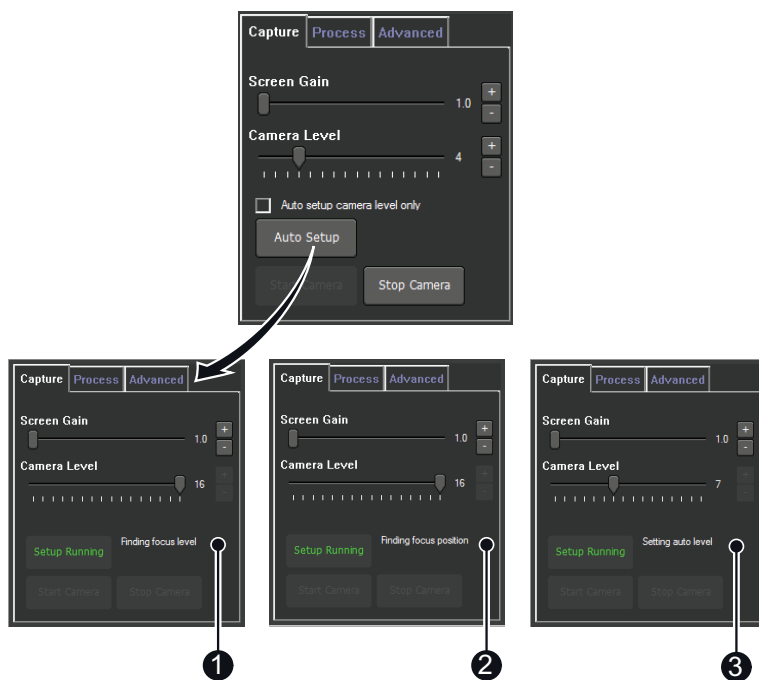 Capture Process Advanced
Screen Gain
1.0
+
-
Camera Level
4
+
-
Auto setup camera level only
Auto Setup
Start Camera Stop Camera
Capture Process Advanced
Screen Gain
1.0
+
-
Camera Level
16
+
-
Setup Running Finding focus level
Start Camera Stop Camera
1
Capture Process Advanced
Screen Gain
1.0
+
-
Camera Level
16
+
-
Setup Running Finding focus position
Start Camera Stop Camera
2
Capture Process Advanced
Screen Gain
1.0
+
-
Camera Level
7
+
-
Setup Running Setting auto level
Start Camera Stop Camera
3